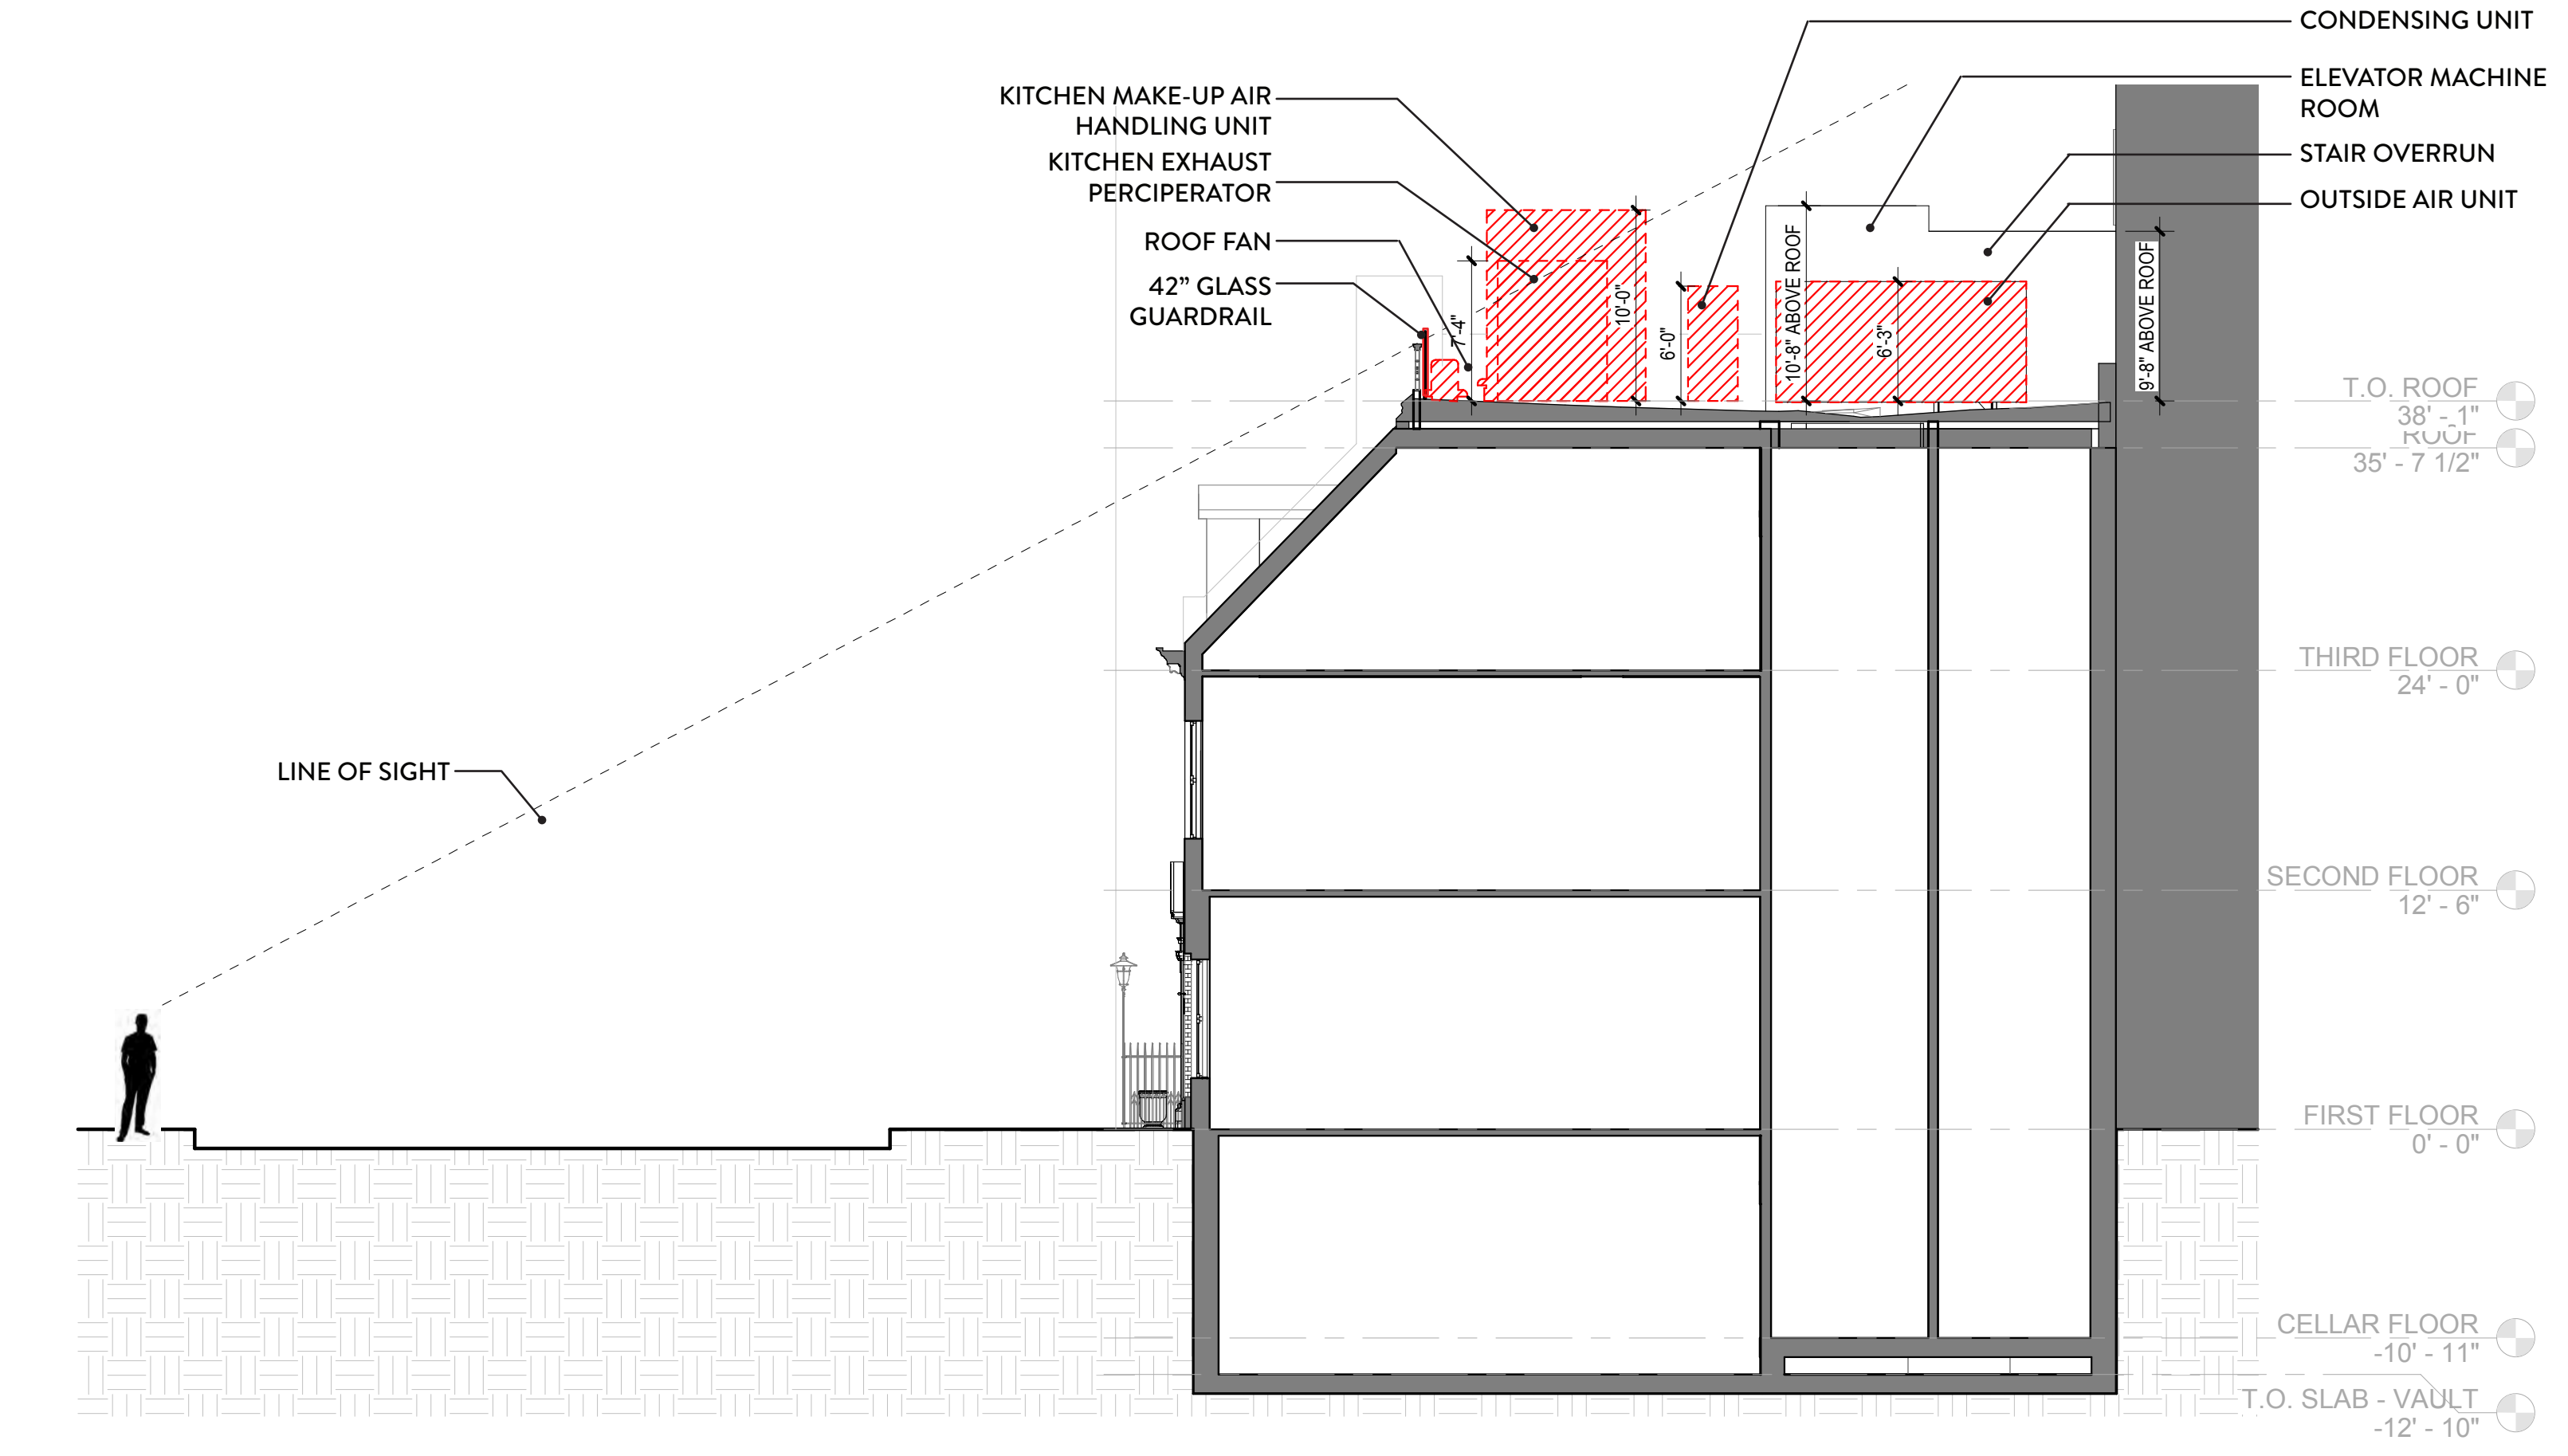 CONDENSING UNIT
ELEVATOR MACHINE
ROOM
STAIR OVERRUN
OUTSIDE AIR UNIT
KITCHEN MAKE-UP AIR
HANDLING UNIT
KITCHEN EXHAUST
PERCIPERATOR
ROOF FAN
42” GLASS
GUARDRAIL
7'-4"
10'-0"
6'-0"
10'-8" ABOVE ROOF
6'-3"
9'-8" ABOVE ROOF
T.O. ROOF
38' - 1"
ROOF
35' - 7 1/2"
THIRD FLOOR
24' - 0"
LINE OF SIGHT
SECOND FLOOR
12' - 6"
FIRST FLOOR
0' - 0"
CELLAR FLOOR
-10' - 11"
T.O. SLAB - VAULT
-12' - 10"